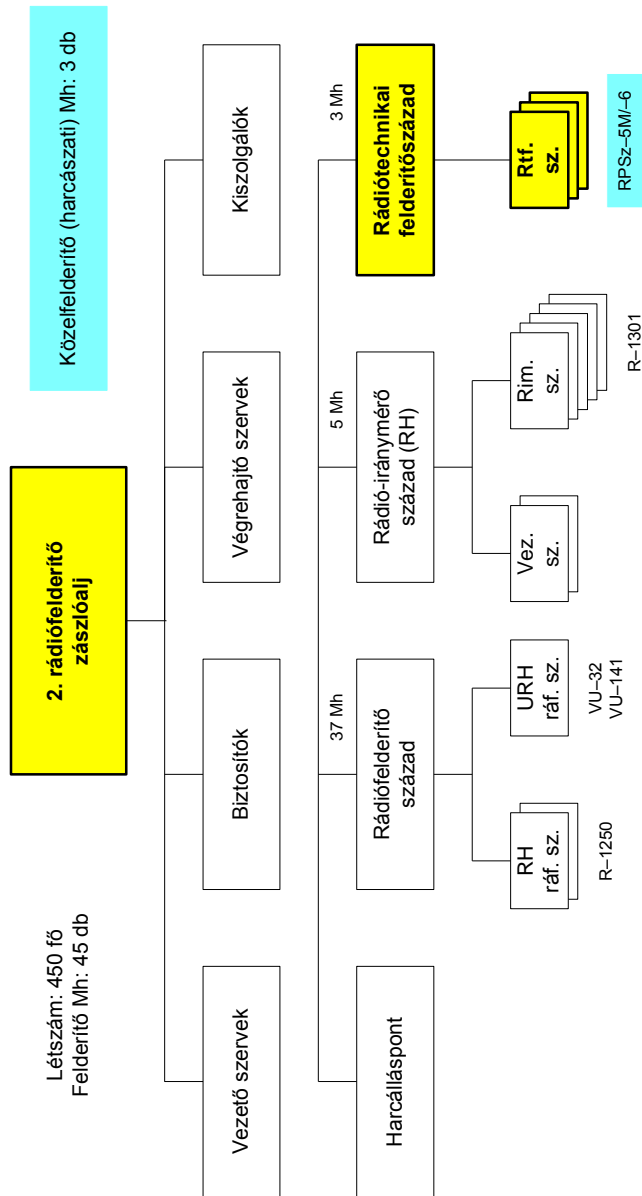 Létszám: 450 fő
Felderítő Mh: 45 db
2. rádiófelderítő
zászlóalj
Közelfelderítő (harcászati) Mh: 3 db
Vezető szervek
Biztosítók
Végrehajtó szervek
Kiszolgálók
37 Mh
5 Mh
3 Mh
Harcálláspont
Rádiófelderítő
század
Rádió-iránymérő
század (RH)
Rádiótechnikai
felderítőszázad
RH
ráf. sz.
URH
ráf. sz.
Vez.
sz.
Rim.
sz.
Rtf.
sz.
R–1250
VU–32
VU–141
R–1301
RPSz–5M/–6